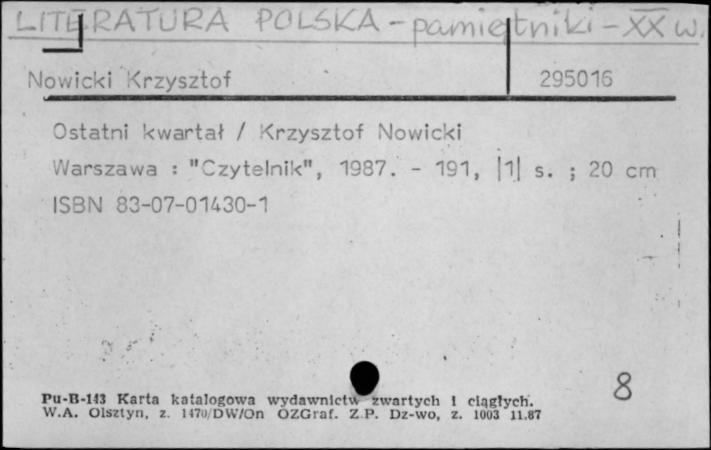 LITERATURA POLSKA - pamiętniki - XX w.
Nowicki Krzysztof 295016
Ostatni kwartał / Krzysztof Nowicki
Warszawa : "Czytelnik", 1987. - 191, |1| s. ; 20 cm
ISBN 83-07-01430-1
8
Pu-B-143 Karta katalogowa wydawnictw zwartych i ciągłych.
W.A. Olsztyn, z. 1470/DW/On OZGraf. Z.P. Dz-wo, z. 1003 11.87